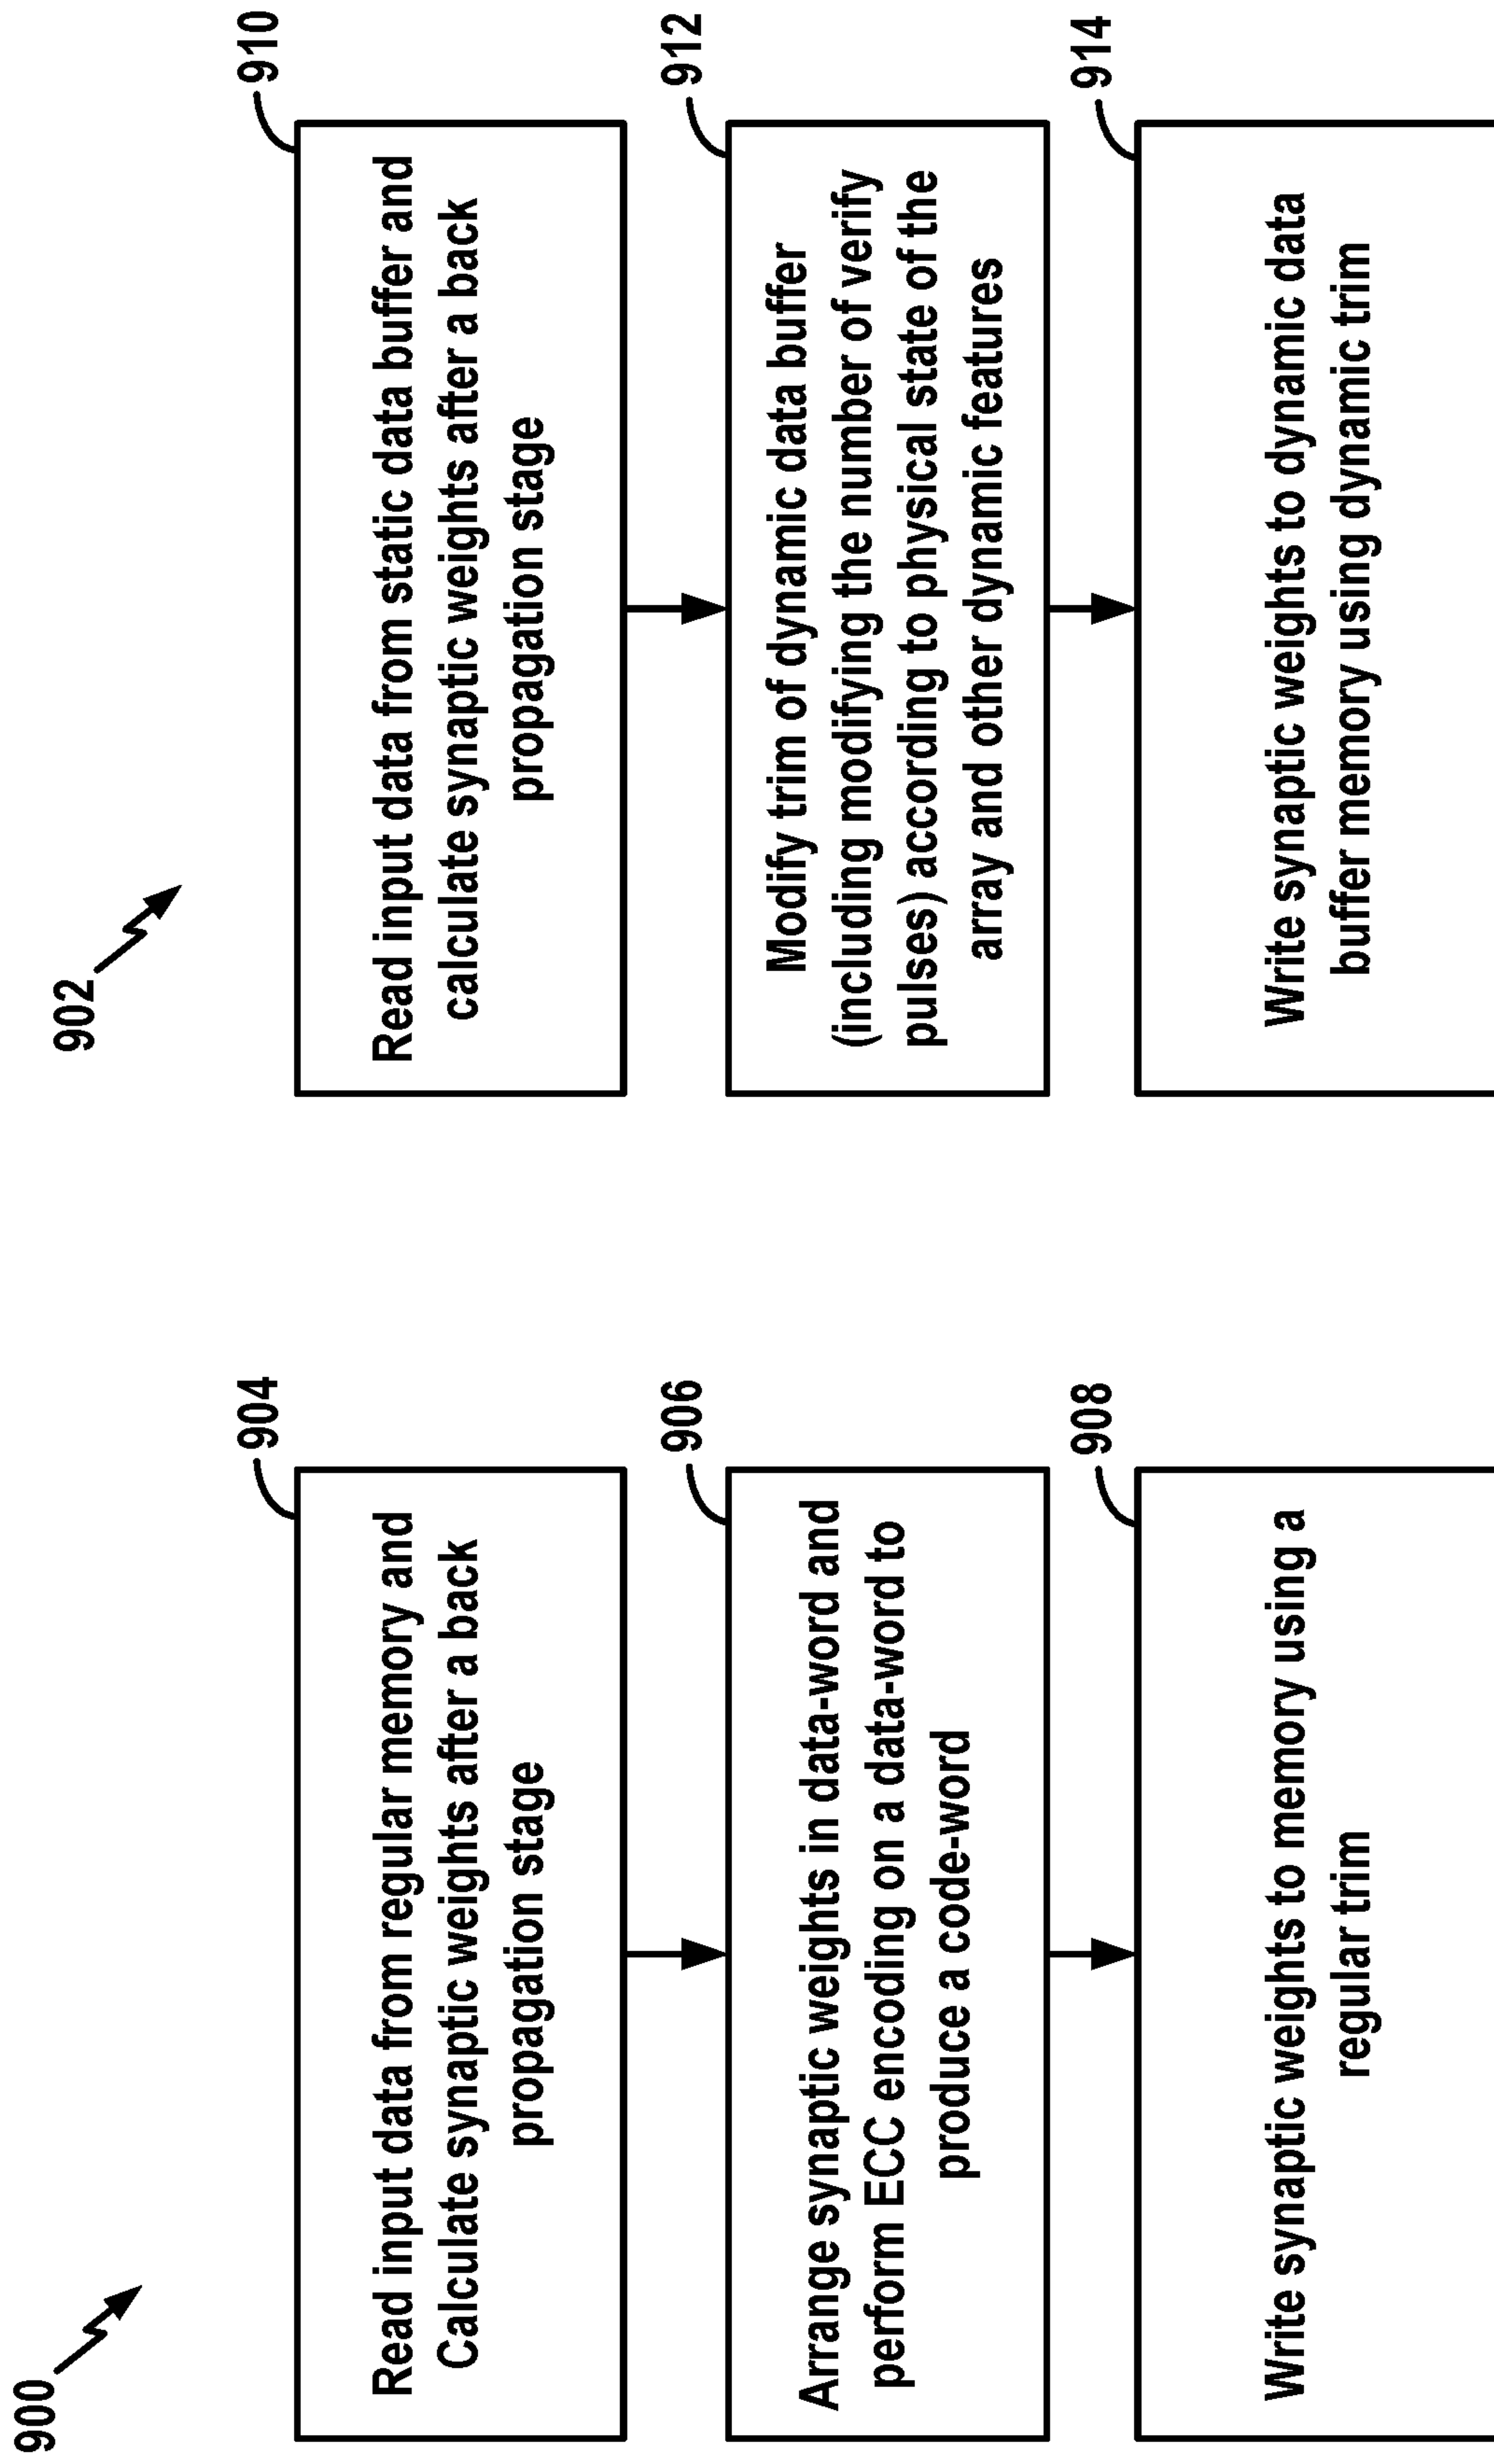 900
904
Read input data from regular memory and
Calculate synaptic weights after a back
propagation stage
906
Arrange synaptic weights in data-word and
perform ECC encoding on a data-word to
produce a code-word
908
Write synaptic weights to memory using a
regular trim
902
910
Read input data from static data buffer and
calculate synaptic weights after a back
propagation stage
912
Modify trim of dynamic data buffer
(including modifying the number of verify
pulses) according to physical state of the
array and other dynamic features
914
Write synaptic weights to dynamic data
buffer memory using dynamic trim